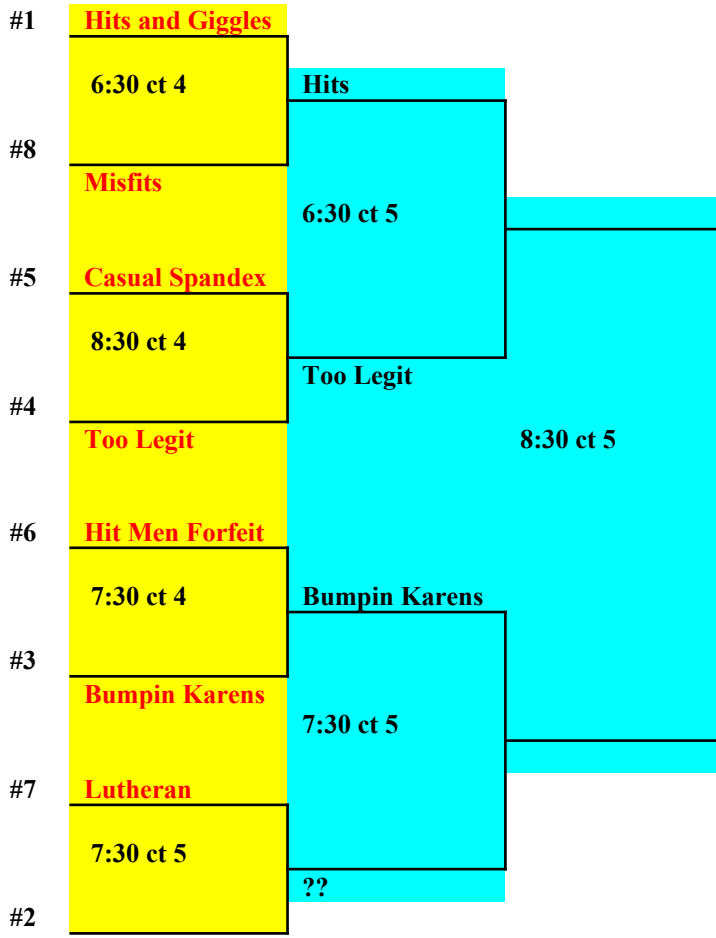 #1 Hits and Giggles
6:30 ct 4
Hits
#8
Misfits
6:30 ct 5
#5 Casual Spandex
8:30 ct 4
Too Legit
#4
Too Legit
8:30 ct 5
#6 Hit Men Forfeit
7:30 ct 4
Bumpin Karens
#3
Bumpin Karens
7:30 ct 5
#7 Lutheran
7:30 ct 5
??
#2